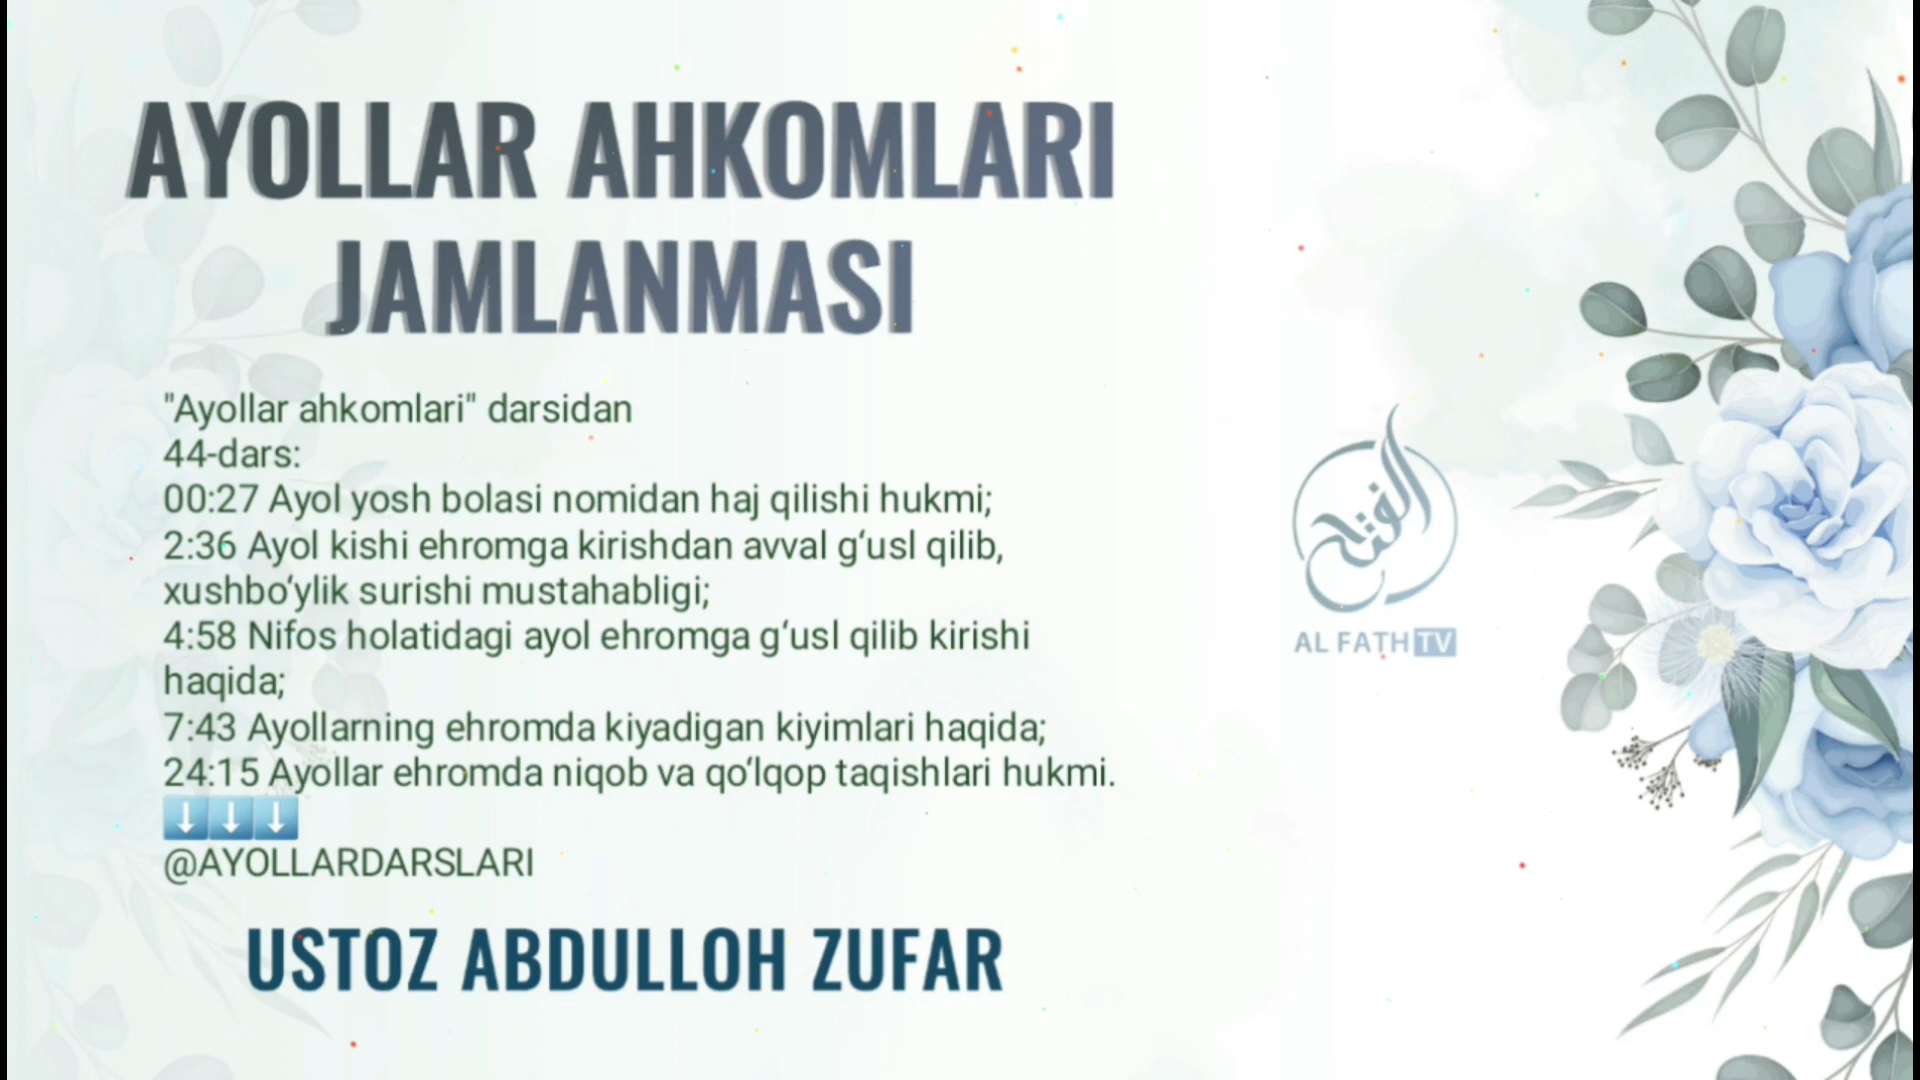 AYOLLAR AHKOMLARI
JAMLANMASI
"Ayollar ahkomlari" darsidan
44-dars:
00:27 Ayol yosh bolasi nomidan haj qilishi hukmi;
2:36 Ayol kishi ehromga kirishdan avval g‘usl qilib,
xushbo‘ylik surishi mustahabligi;
4:58 Nifos holatidagi ayol ehromga g‘usl qilib kirishi
haqida;
7:43 Ayollarning ehromda kiyadigan kiyimlari haqida;
24:15 Ayollar ehromda niqob va qo‘lqop taqishlari hukmi.
⬇️⬇️⬇️
@AYOLLARDARSLARI
USTOZ ABDULLOH ZUFAR
الفتح
AL FATH TV